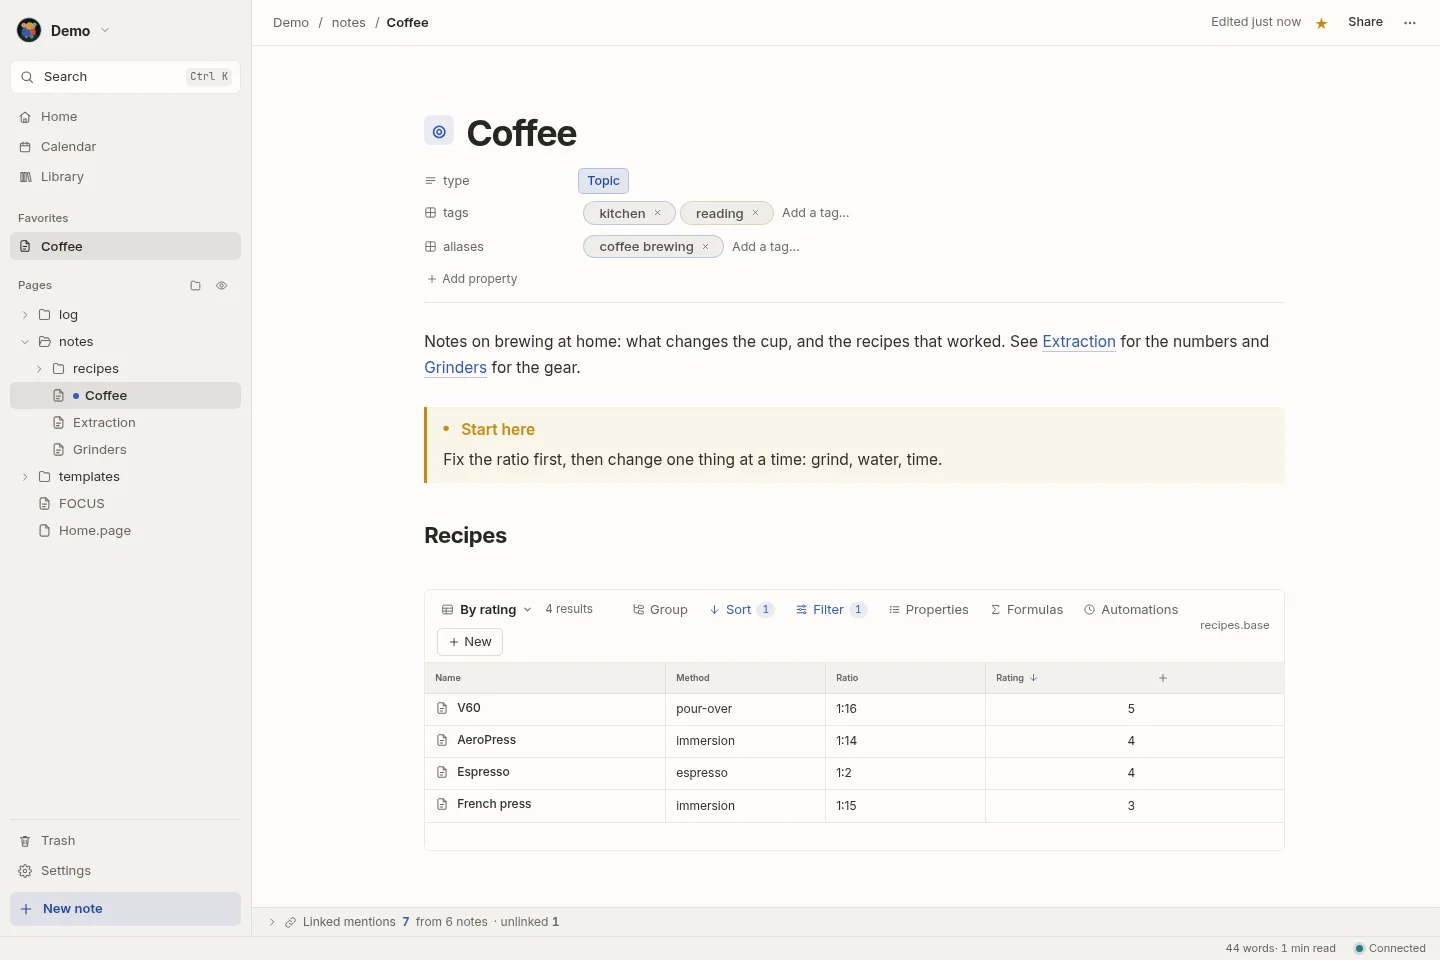 Demo
Search Ctrl K
Home
Calendar
Library
Favorites
Coffee
Pages
log
notes
recipes
Coffee
Extraction
Grinders
templates
FOCUS
Home.page
Trash
Settings
New note
Demo / notes / Coffee
Edited just now ★ Share ···
Coffee
type Topic
tags kitchen × reading × Add a tag...
aliases coffee brewing × Add a tag...
+ Add property
Notes on brewing at home: what changes the cup, and the recipes that worked. See Extraction for the numbers and
Grinders for the gear.
• Start here
Fix the ratio first, then change one thing at a time: grind, water, time.
Recipes
By rating 4 results Group Sort 1 Filter 1 Properties Formulas Automations
recipes.base
+ New
Name Method Ratio Rating ↓ +
V60 pour-over 1:16 5
AeroPress immersion 1:14 4
Espresso espresso 1:2 4
French press immersion 1:15 3
Linked mentions 7 from 6 notes · unlinked 1
44 words· 1 min read Connected